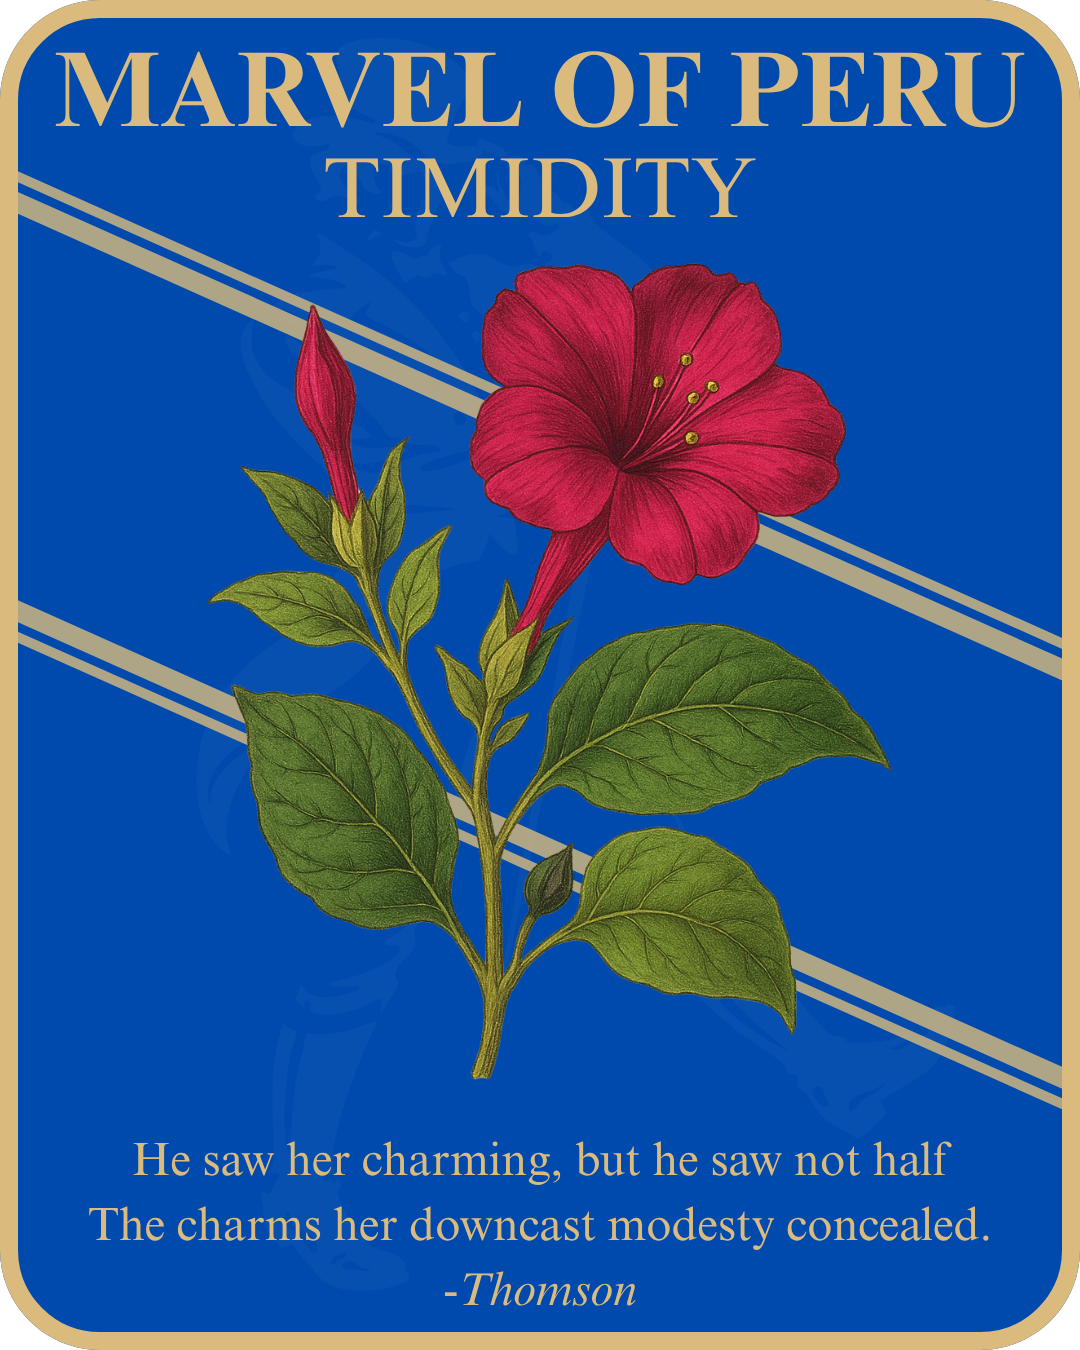 MARVEL OF PERU
TIMIDITY
He saw her charming, but he saw not half
The charms her downcast modesty concealed.
-Thomson